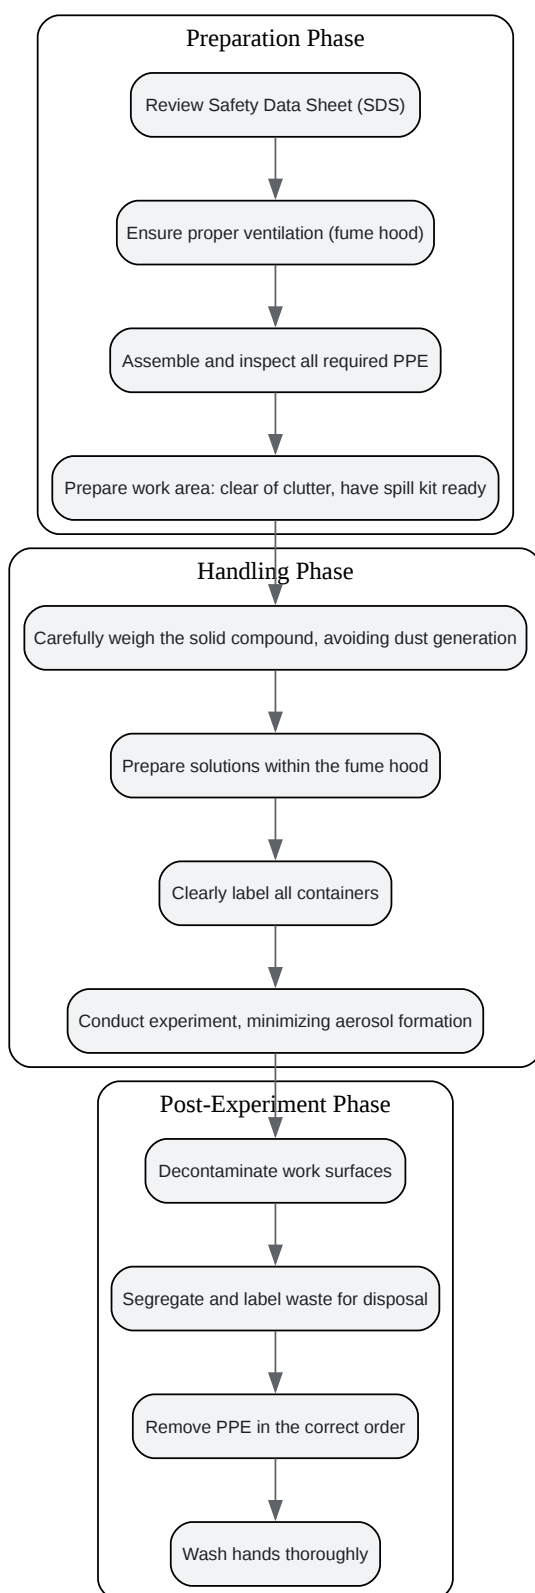 Preparation Phase
Review Safety Data Sheet (SDS)
Ensure proper ventilation (fume hood)
Assemble and inspect all required PPE
Prepare work area: clear of clutter, have spill kit ready
Handling Phase
Carefully weigh the solid compound, avoiding dust generation
Prepare solutions within the fume hood
Clearly label all containers
Conduct experiment, minimizing aerosol formation
Post-Experiment Phase
Decontaminate work surfaces
Segregate and label waste for disposal
Remove PPE in the correct order
Wash hands thoroughly